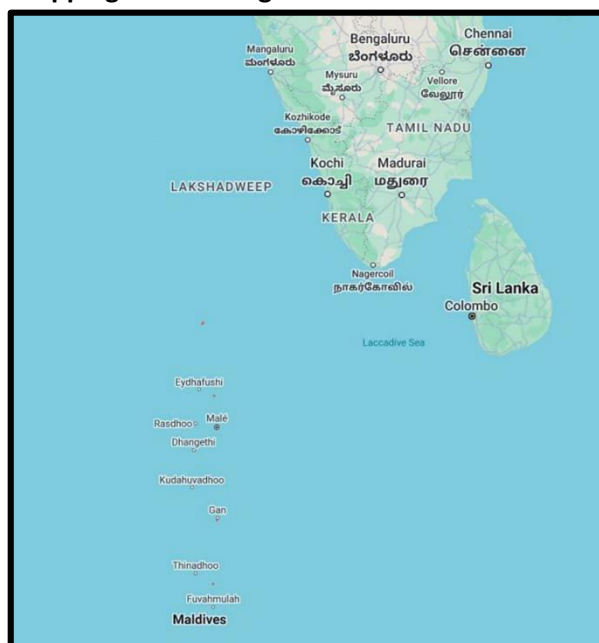 Bengaluru
ಬೆಂಗಳೂರು
Chennai
சென்னை
Mangaluru
ಮಂಗಳೂರು
Mysuru
ಮೈಸೂರು
Vellore
வேலூர்
Kozhikode
കോഴിക്കോട്
TAMIL NADU
Kochi
കൊച്ചി
Madurai
மதுரை
LAKSHADWEEP
KERALA
Nagercoil
நாகர்கோவில்
Sri Lanka
Colombo
Laccadive Sea
Eydhafushi
Rasdhoo
Malé
Dhangethi
Kudahuvadhoo
Gan
Thinadhoo
Fuvahmulah
Maldives